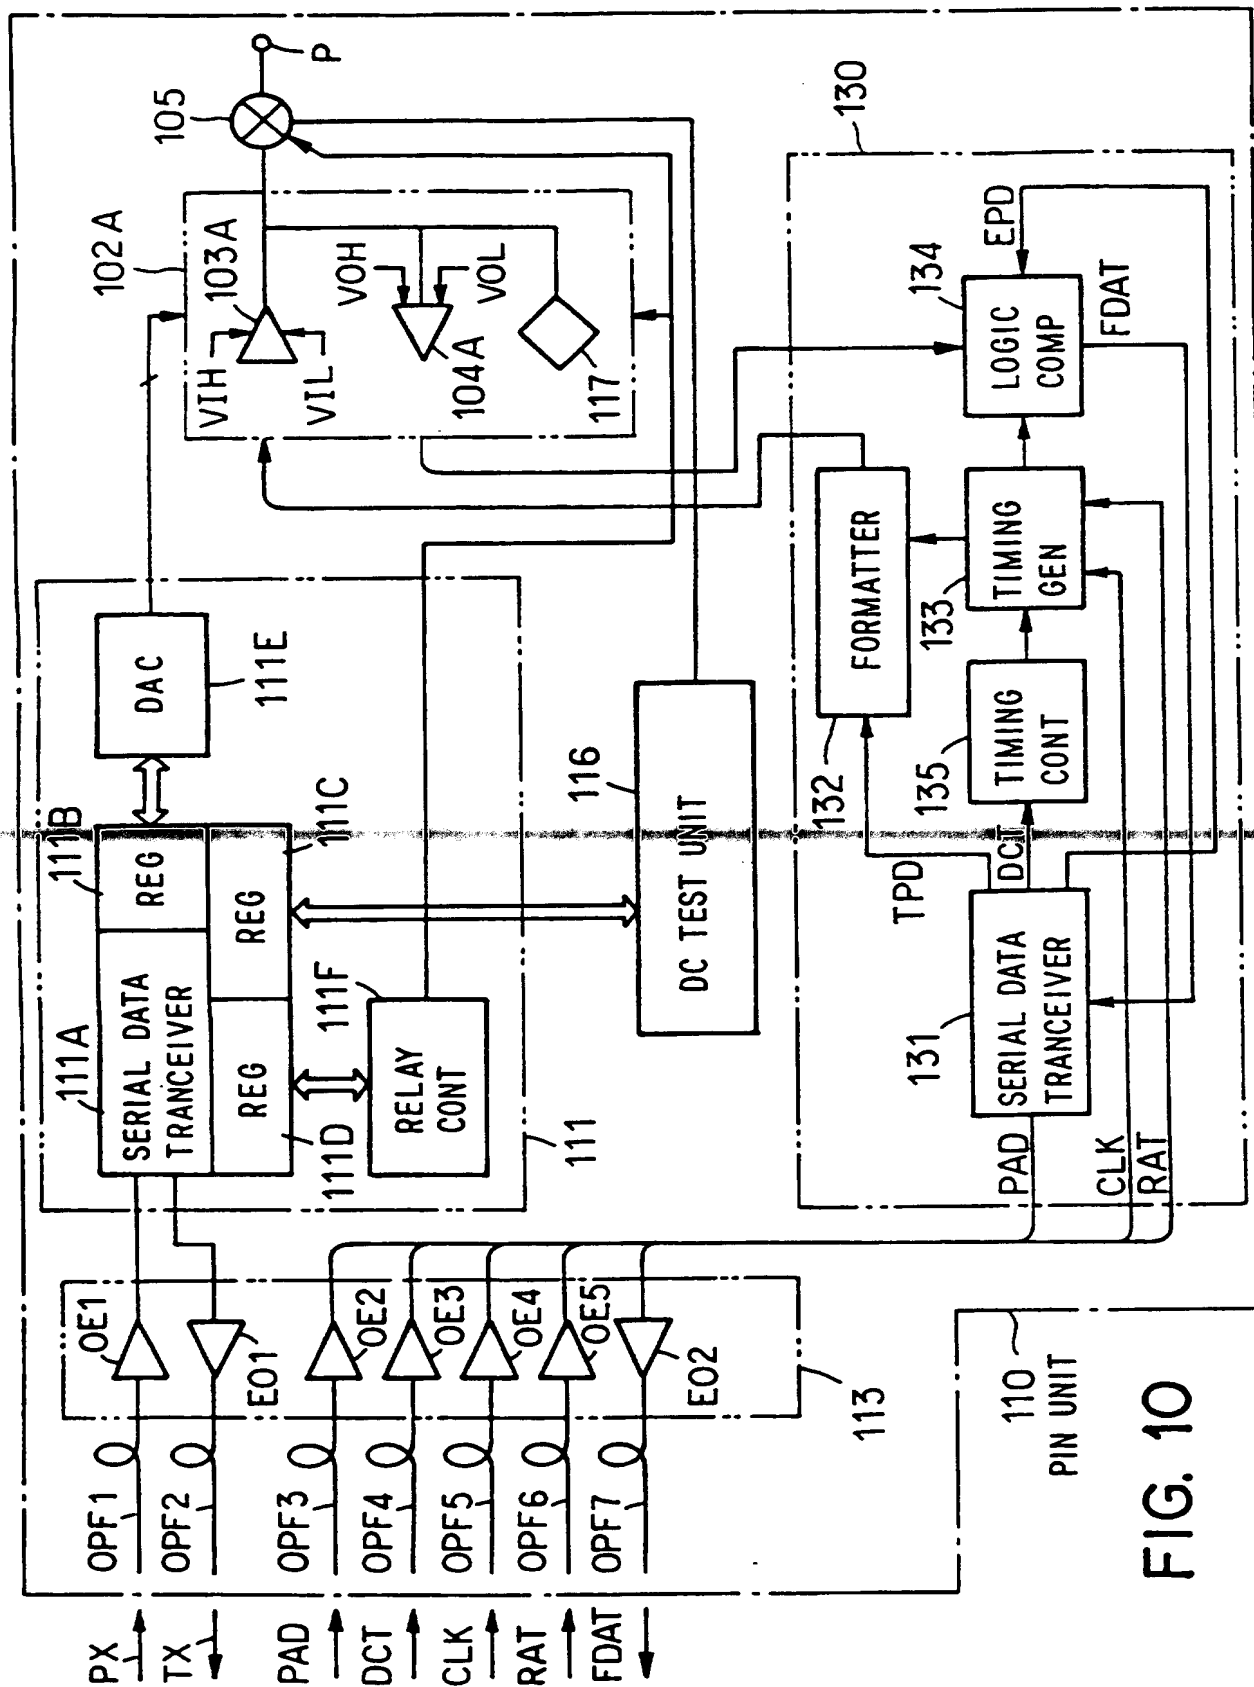 PX
TX
PAD
DCT
CLK
RAT
FDAT
OPF1
OPF2
OPF3
OPF4
OPF5
OPF6
OPF7
OE1
EO1
OE2
OE3
OE4
OE5
EO2
113
110
PIN UNIT
111A
SERIAL DATA
TRANCEIVER
111B
REG
REG
111C
REG
111D
111F
RELAY
CONT
111
DAC
111E
116
DC TEST UNIT
102A
VIH
103A
VIL
VOH
VOL
104A
117
105
P
130
PAD
CLK
RAT
131
SERIAL DATA
TRANCEIVER
TPD
DCT
132
FORMATTER
135
TIMING
CONT
133
TIMING
GEN
134
LOGIC
COMP
EPD
FDAT
FIG. 10